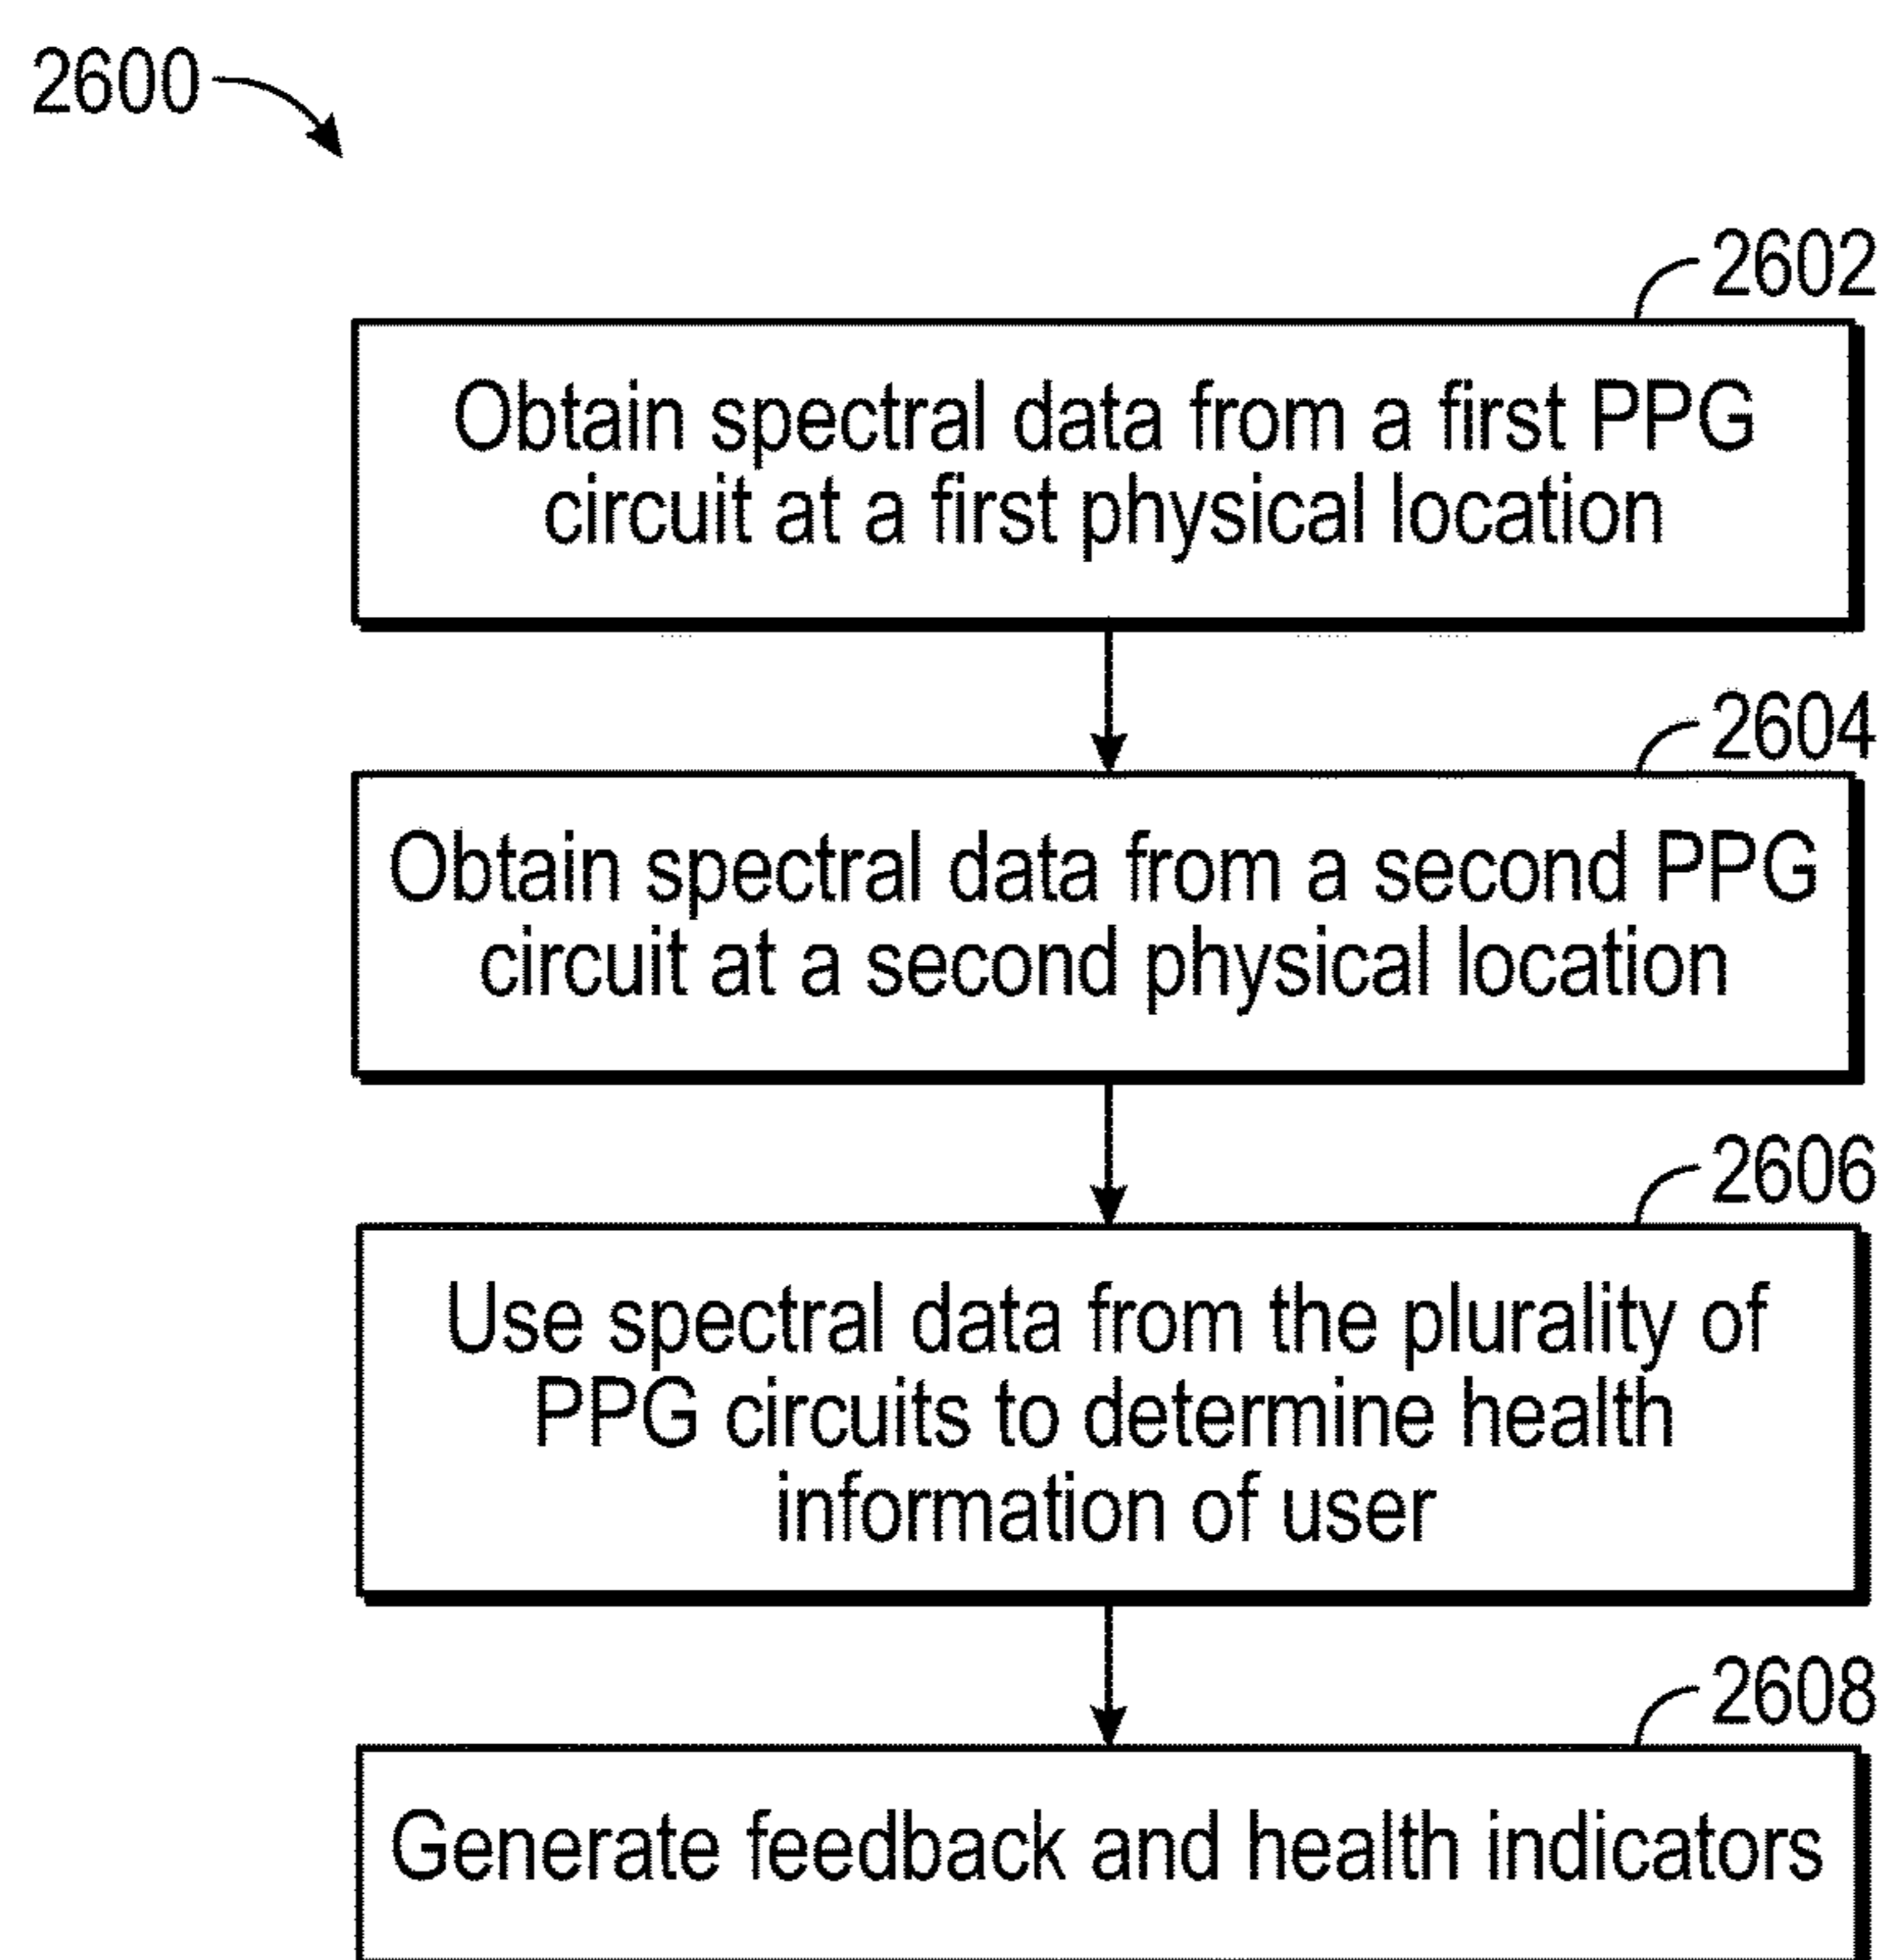 2600
2602
Obtain spectral data from a first PPG
circuit at a first physical location
2604
Obtain spectral data from a second PPG
circuit at a second physical location
2606
Use spectral data from the plurality of
PPG circuits to determine health
information of user
2608
Generate feedback and health indicators